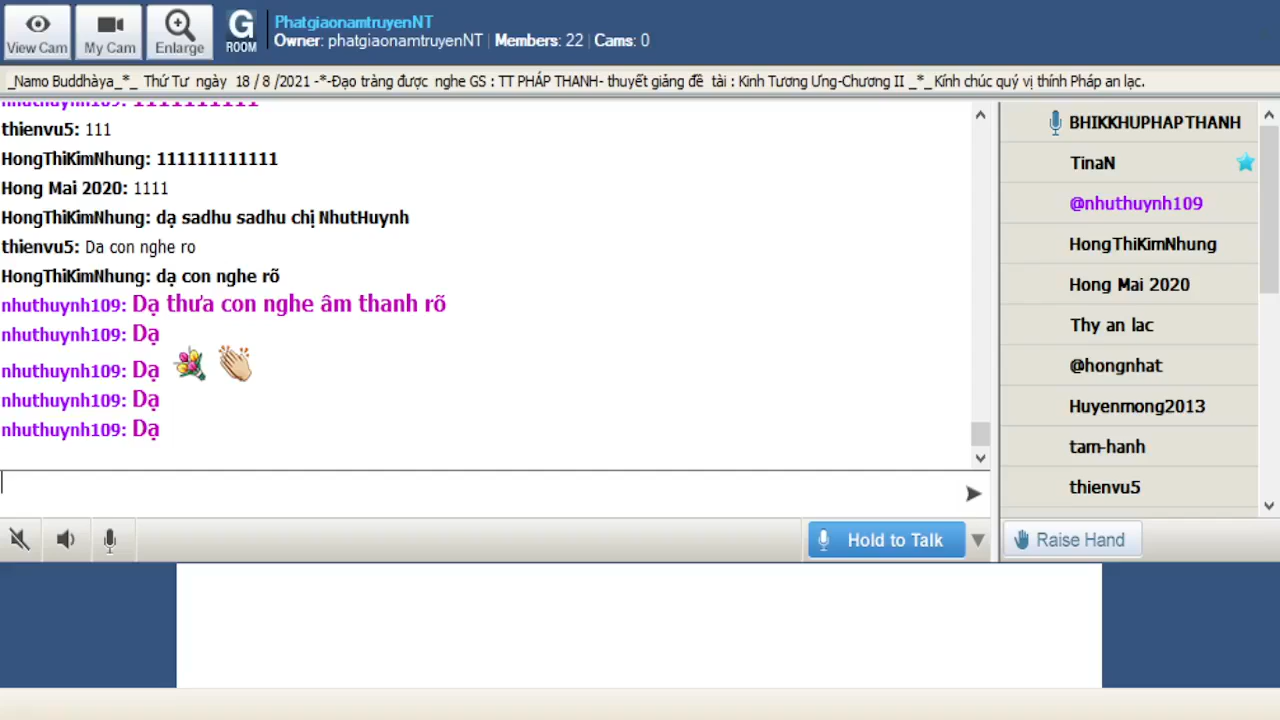 View Cam
My Cam
Enlarge
G
ROOM
PhatgiaonamtruyenNT
Owner: phatgiaonamtruyenNT | Members: 22 | Cams: 0
_Namo Buddhàya_*_ Thứ Tư ngày 18 / 8 /2021 -*-Đạo tràng được nghe GS : TT PHÁP THANH- thuyết giảng đề tài : Kinh Tương Ưng-Chương II _*_Kính chúc quý vị thính Pháp an lạc.
nhuthuynh109: 1111111111
thienvu5: 111
HongThiKimNhung: 111111111111
Hong Mai 2020: 1111
HongThiKimNhung: dạ sadhu sadhu chị NhutHuynh
thienvu5: Da con nghe ro
HongThiKimNhung: dạ con nghe rõ
nhuthuynh109: Dạ thưa con nghe âm thanh rõ
nhuthuynh109: Dạ
nhuthuynh109: Dạ
nhuthuynh109: Dạ
nhuthuynh109: Dạ
BHIKKHUPHAPTHANH
TinaN
@nhuthuynh109
HongThiKimNhung
Hong Mai 2020
Thy an lac
@hongnhat
Huyenmong2013
tam-hanh
thienvu5
Hold to Talk
Raise Hand